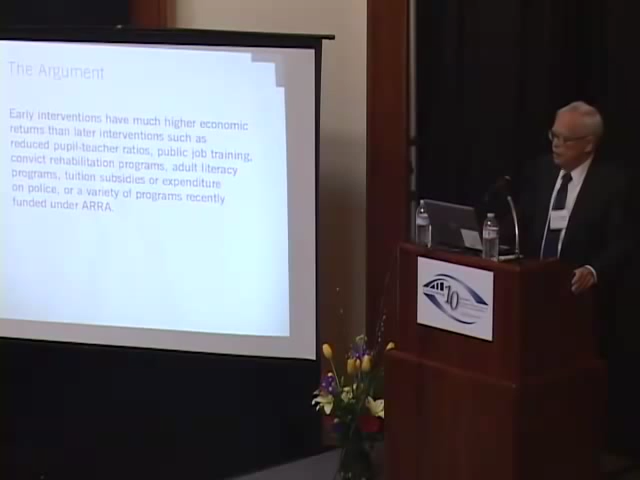 The Argument
Early interventions have much higher economic
returns than later interventions such as
reduced pupil-teacher ratios, public job training,
convict rehabilitation programs, adult literacy
programs, tuition subsidies or expenditure
on police, or a variety of programs recently
funded under ARRA.
10